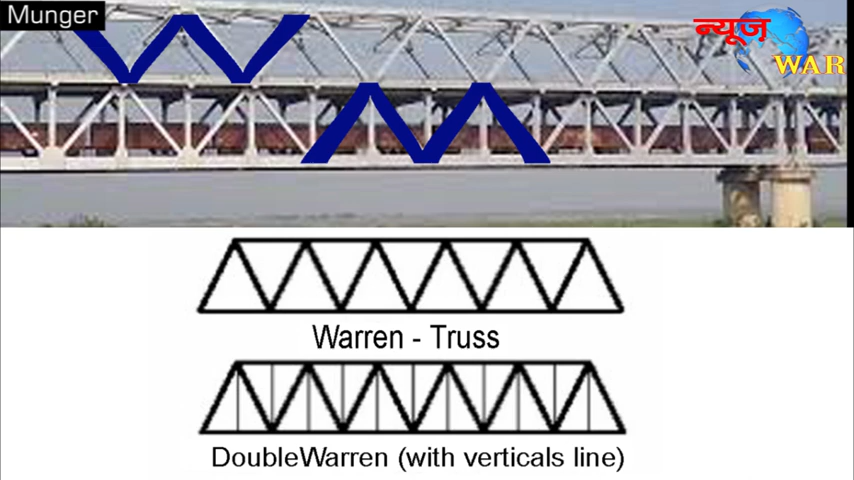 Munger
न्यूज़
WAR
Warren - Truss
DoubleWarren (with verticals line)